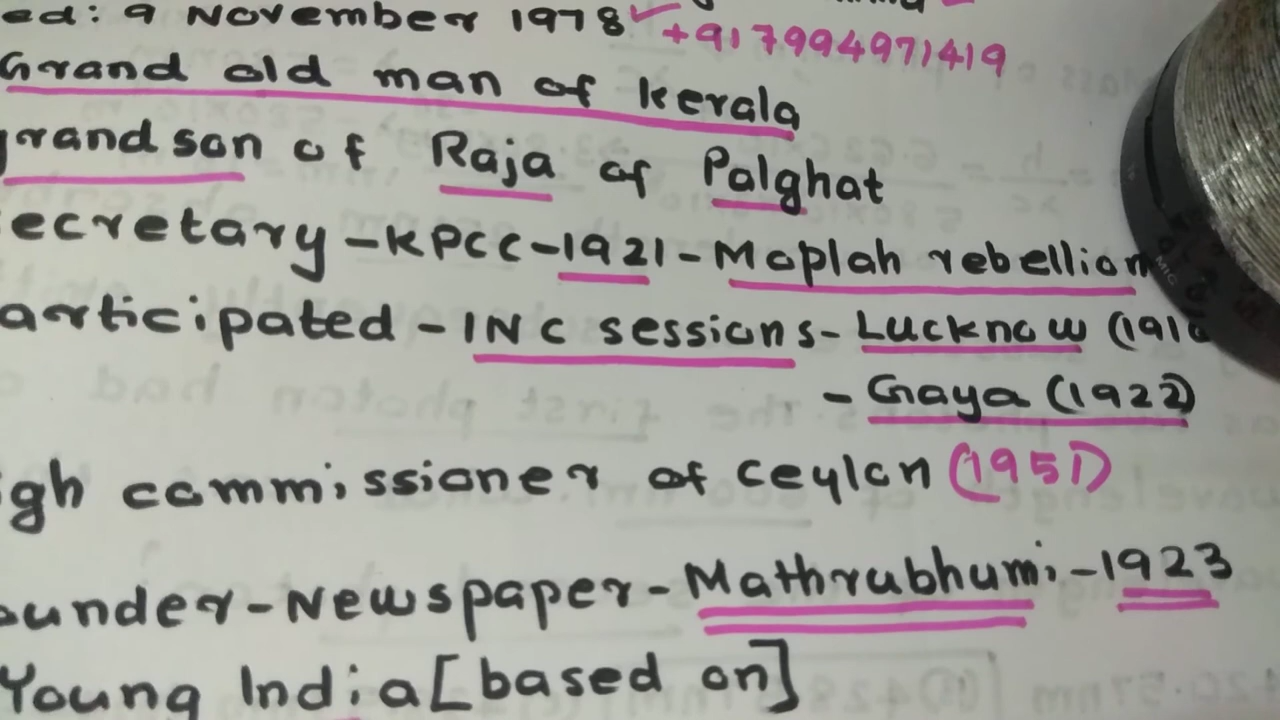 ed: 9 November 1978 +917994971419
Grand old man of kerala
grandson of Raja of Palghat
ecretary - KPCC - 1921 - Moplah rebellion
articipated - INC sessions - Lucknow (191
- Gaya (1922)
igh commissioner of ceylon (1951)
ounder - Newspaper - Mathrubhumi - 1923
Young India [based on]